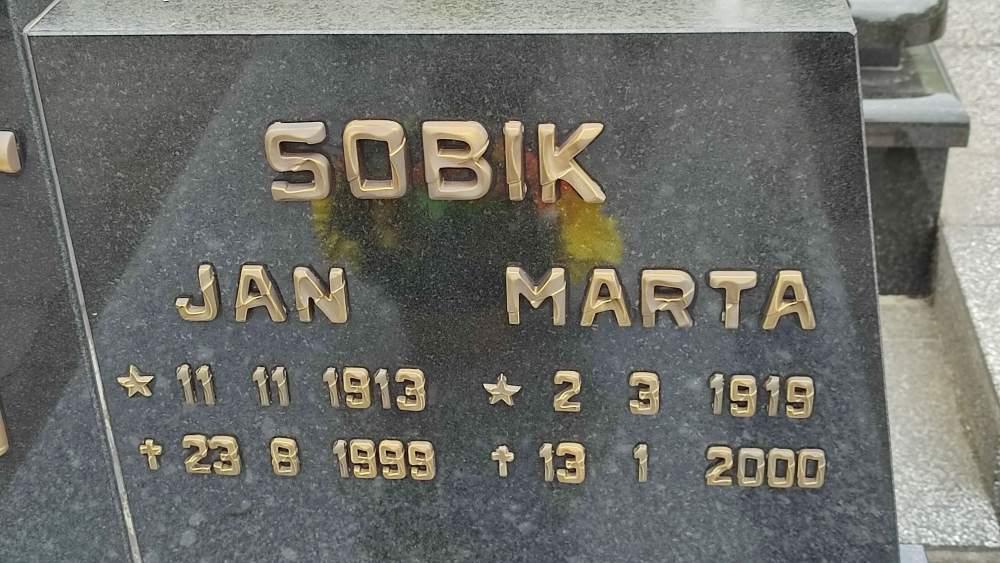 SOBIK
JAN MARTA
★ 11 11 1913 ★ 2 3 1919
✝ 23 8 1999 ✝ 13 1 2000